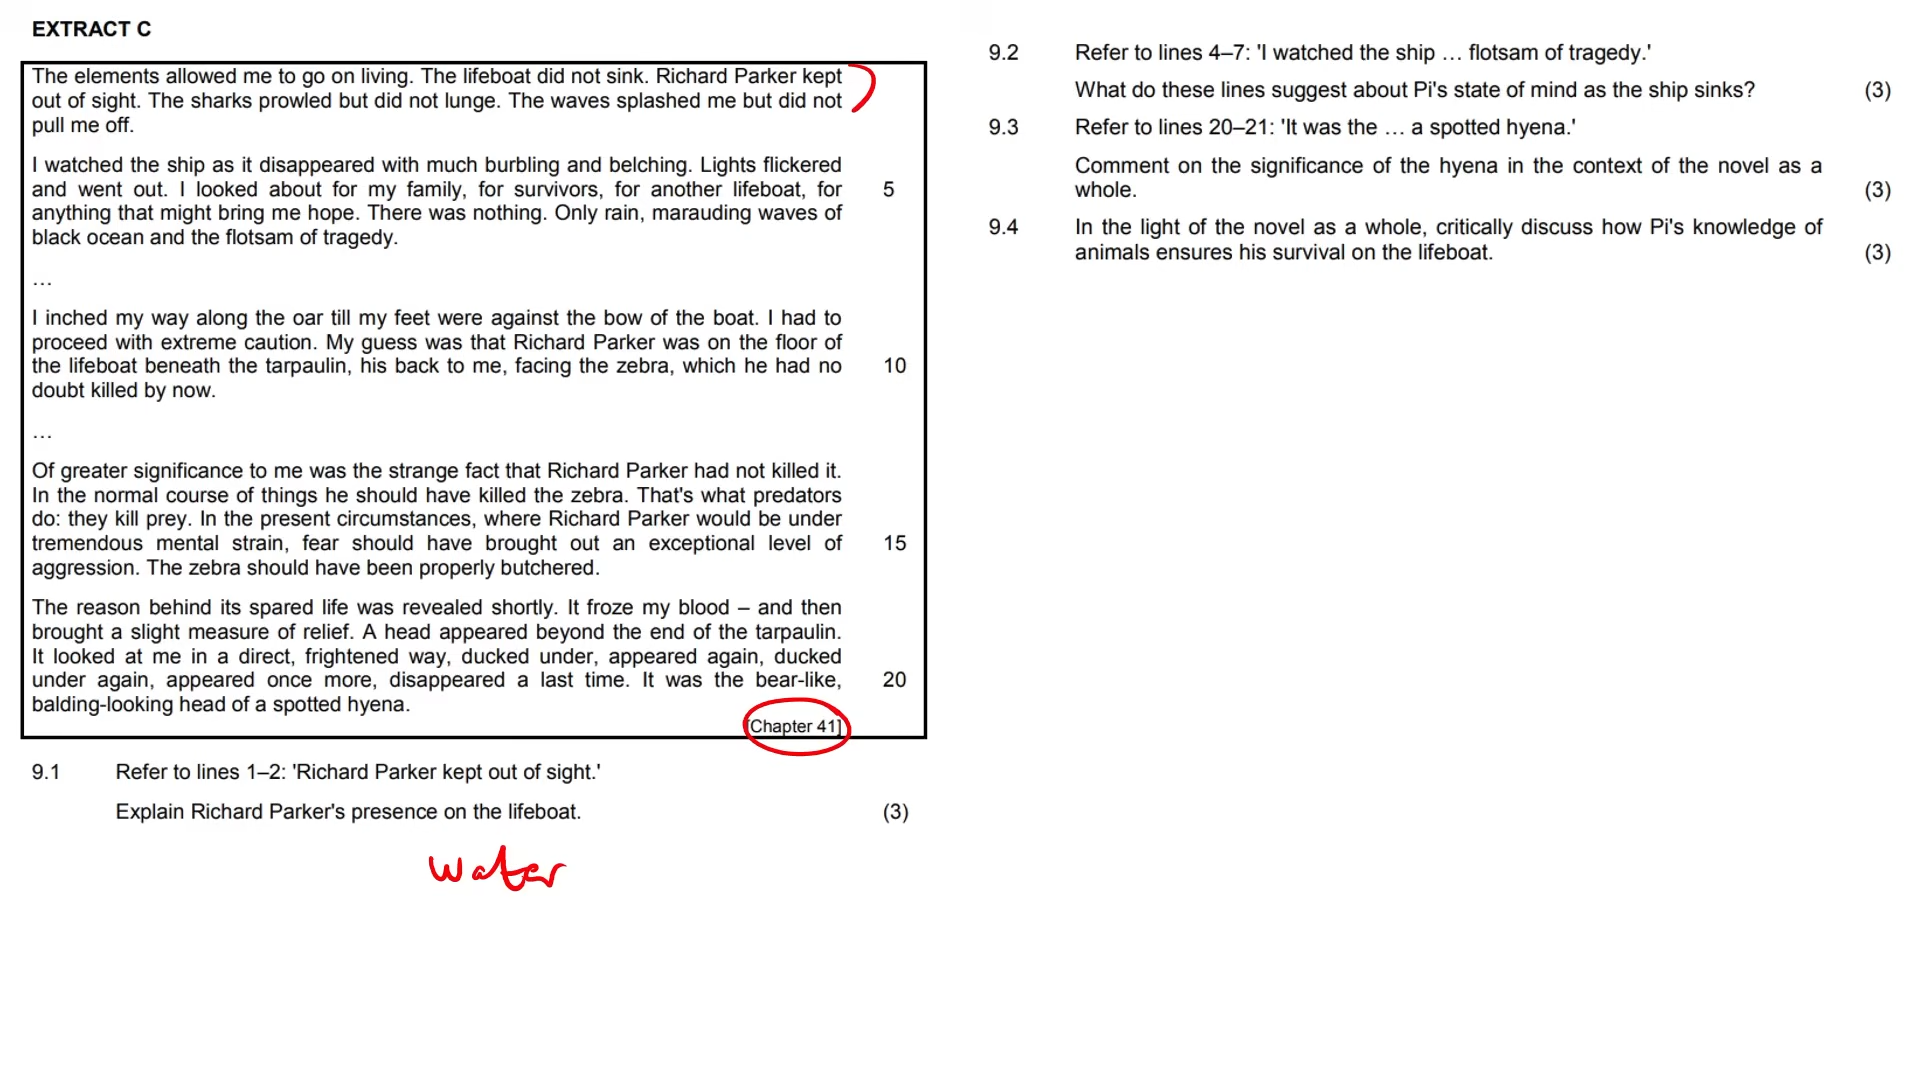 EXTRACT C
The elements allowed me to go on living. The lifeboat did not sink. Richard Parker kept
out of sight. The sharks prowled but did not lunge. The waves splashed me but did not
pull me off.
I watched the ship as it disappeared with much burbling and belching. Lights flickered
and went out. I looked about for my family, for survivors, for another lifeboat, for 5
anything that might bring me hope. There was nothing. Only rain, marauding waves of
black ocean and the flotsam of tragedy.
…
I inched my way along the oar till my feet were against the bow of the boat. I had to
proceed with extreme caution. My guess was that Richard Parker was on the floor of
the lifeboat beneath the tarpaulin, his back to me, facing the zebra, which he had no 10
doubt killed by now.
…
Of greater significance to me was the strange fact that Richard Parker had not killed it.
In the normal course of things he should have killed the zebra. That's what predators
do: they kill prey. In the present circumstances, where Richard Parker would be under
tremendous mental strain, fear should have brought out an exceptional level of 15
aggression. The zebra should have been properly butchered.
The reason behind its spared life was revealed shortly. It froze my blood – and then
brought a slight measure of relief. A head appeared beyond the end of the tarpaulin.
It looked at me in a direct, frightened way, ducked under, appeared again, ducked
under again, appeared once more, disappeared a last time. It was the bear-like, 20
balding-looking head of a spotted hyena.
[Chapter 41]
9.1 Refer to lines 1–2: 'Richard Parker kept out of sight.'
Explain Richard Parker's presence on the lifeboat. (3)
water
9.2 Refer to lines 4–7: 'I watched the ship … flotsam of tragedy.'
What do these lines suggest about Pi's state of mind as the ship sinks? (3)
9.3 Refer to lines 20–21: 'It was the … a spotted hyena.'
Comment on the significance of the hyena in the context of the novel as a
whole. (3)
9.4 In the light of the novel as a whole, critically discuss how Pi's knowledge of
animals ensures his survival on the lifeboat. (3)